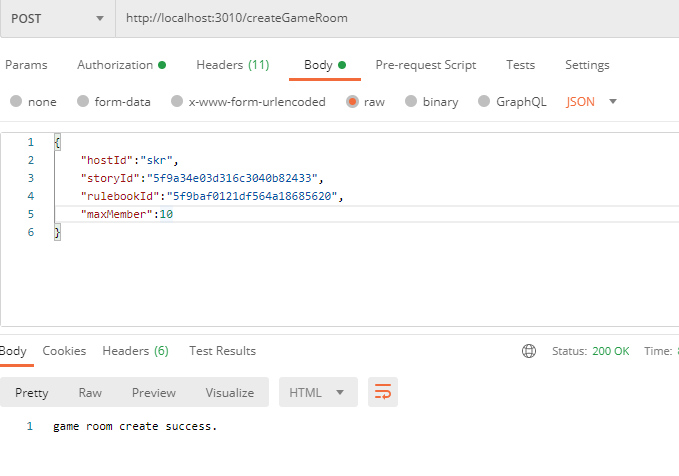 POST http://localhost:3010/createGameRoom
Params Authorization Headers (11) Body Pre-request Script Tests Settings
none form-data x-www-form-urlencoded raw binary GraphQL JSON
1 {
2 "hostId":"skr",
3 "storyId":"5f9a34e03d316c3040b82433",
4 "rulebookId":"5f9baf0121df564a18685620",
5 "maxMember":10
6 }
Body Cookies Headers (6) Test Results Status: 200 OK Time:
Pretty Raw Preview Visualize HTML
1 game room create success.